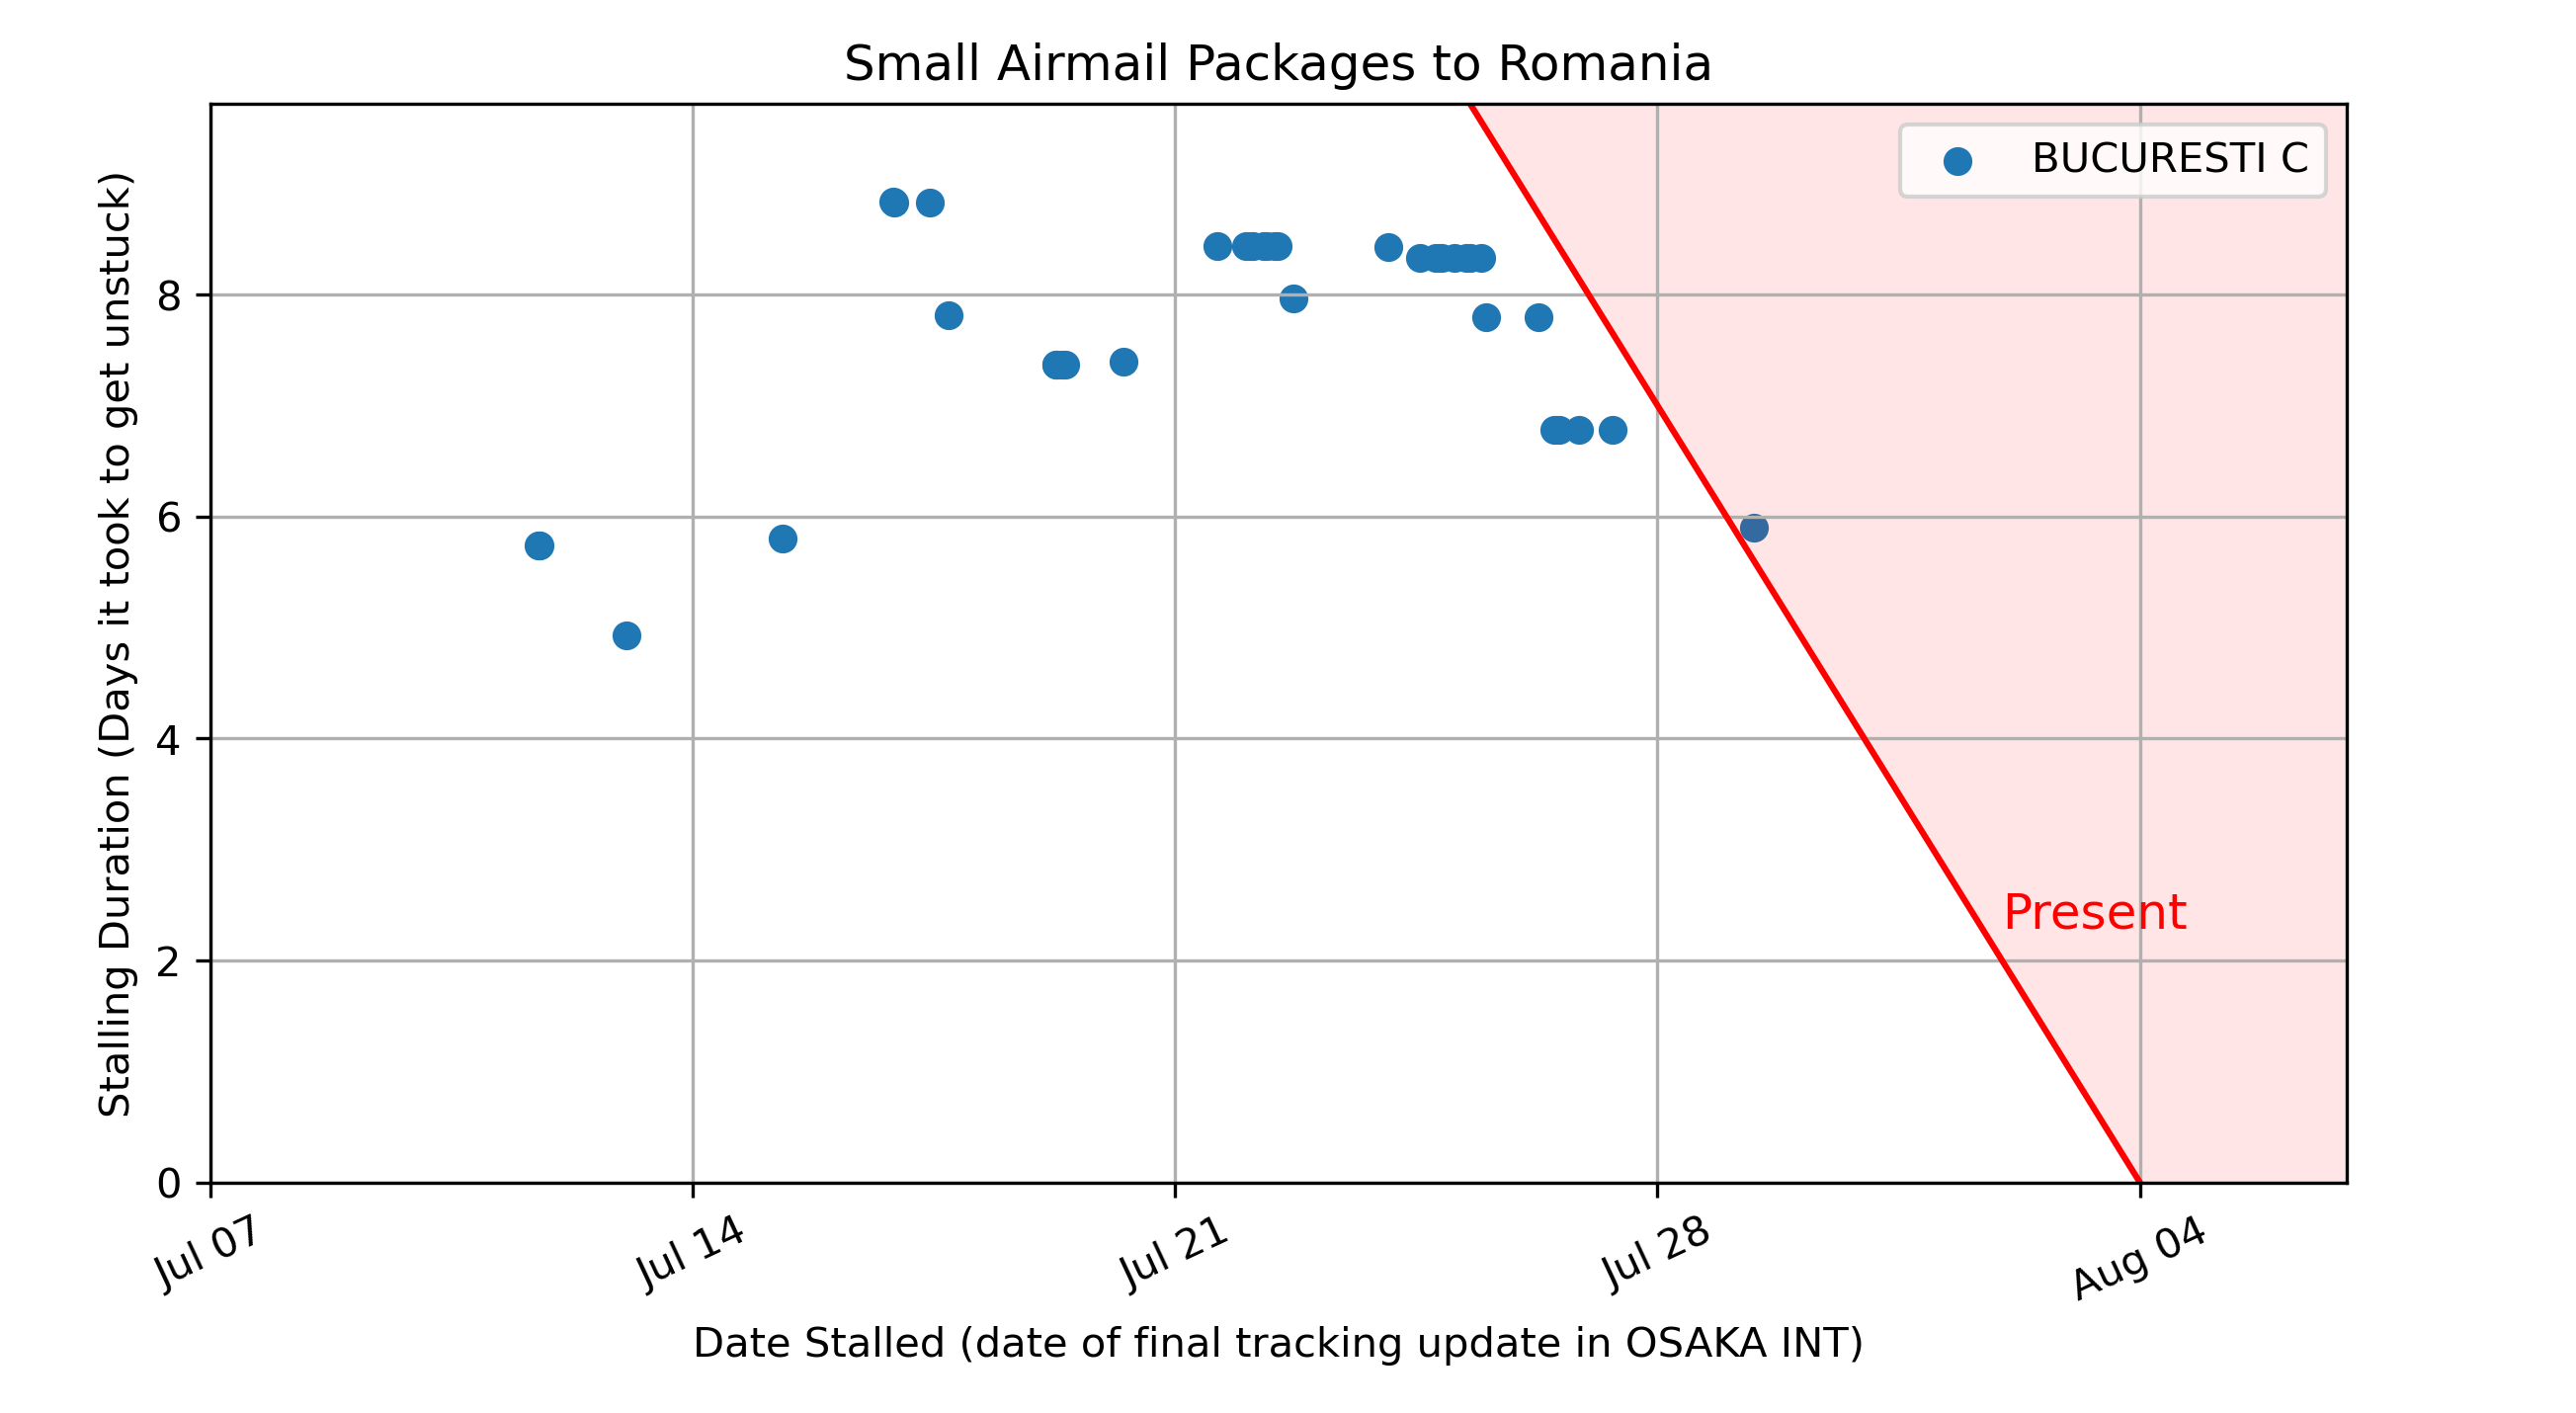 Small Airmail Packages to Romania
BUCURESTI C
Stalling Duration (Days it took to get unstuck)
8
6
4
2
0
Present
Jul 07
Jul 14
Jul 21
Jul 28
Aug 04
Date Stalled (date of final tracking update in OSAKA INT)